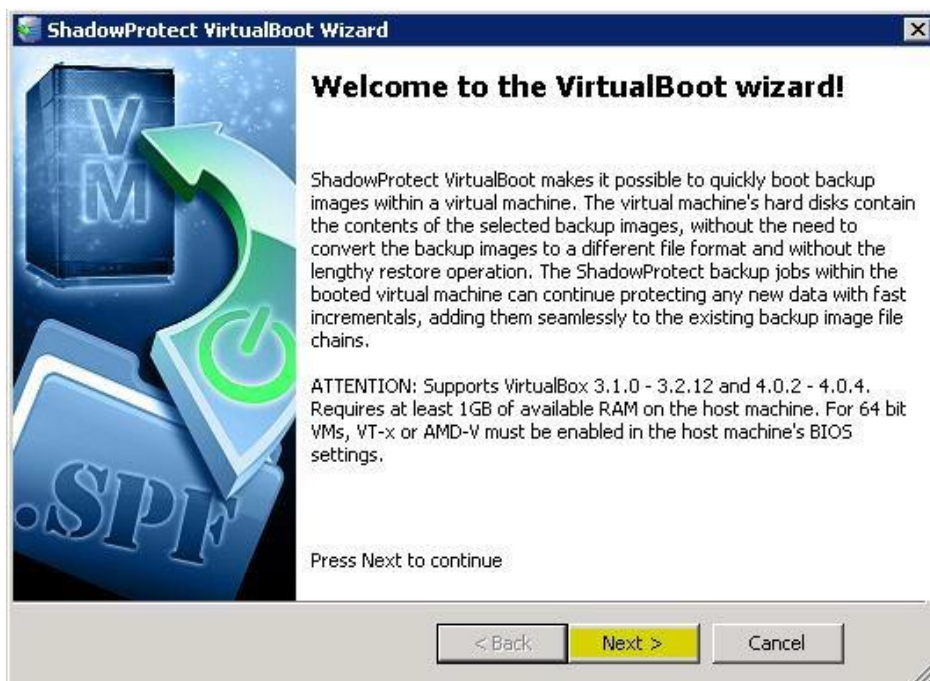 ShadowProtect VirtualBoot Wizard
VM
.SPF
Welcome to the VirtualBoot wizard!
ShadowProtect VirtualBoot makes it possible to quickly boot backup
images within a virtual machine. The virtual machine's hard disks contain
the contents of the selected backup images, without the need to
convert the backup images to a different file format and without the
lengthy restore operation. The ShadowProtect backup jobs within the
booted virtual machine can continue protecting any new data with fast
incrementals, adding them seamlessly to the existing backup image file
chains.
ATTENTION: Supports VirtualBox 3.1.0 - 3.2.12 and 4.0.2 - 4.0.4.
Requires at least 1GB of available RAM on the host machine. For 64 bit
VMs, VT-x or AMD-V must be enabled in the host machine's BIOS
settings.
Press Next to continue
< Back Next > Cancel